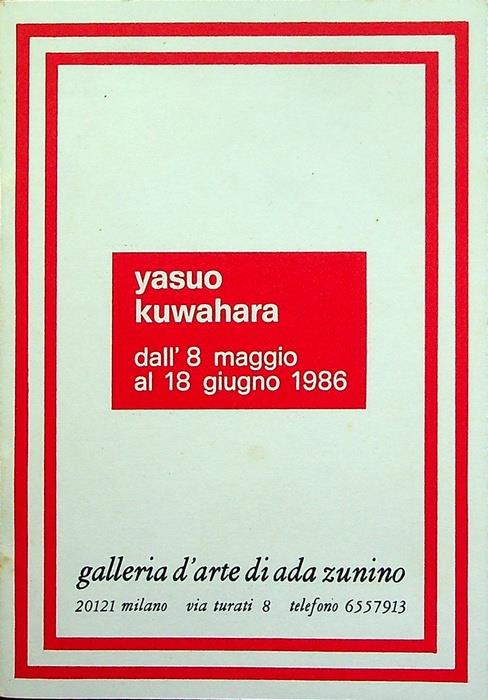 yasuo
kuwahara
dall' 8 maggio
al 18 giugno 1986
galleria d'arte di ada zunino
20121 milano via turati 8 telefono 6557913